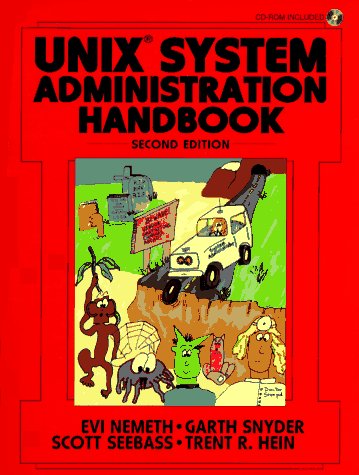 CD-ROM INCLUDED
UNIX® SYSTEM
ADMINISTRATION
HANDBOOK
SECOND EDITION
EVI NEMETH • GARTH SNYDER
SCOTT SEEBASS • TRENT R. HEIN